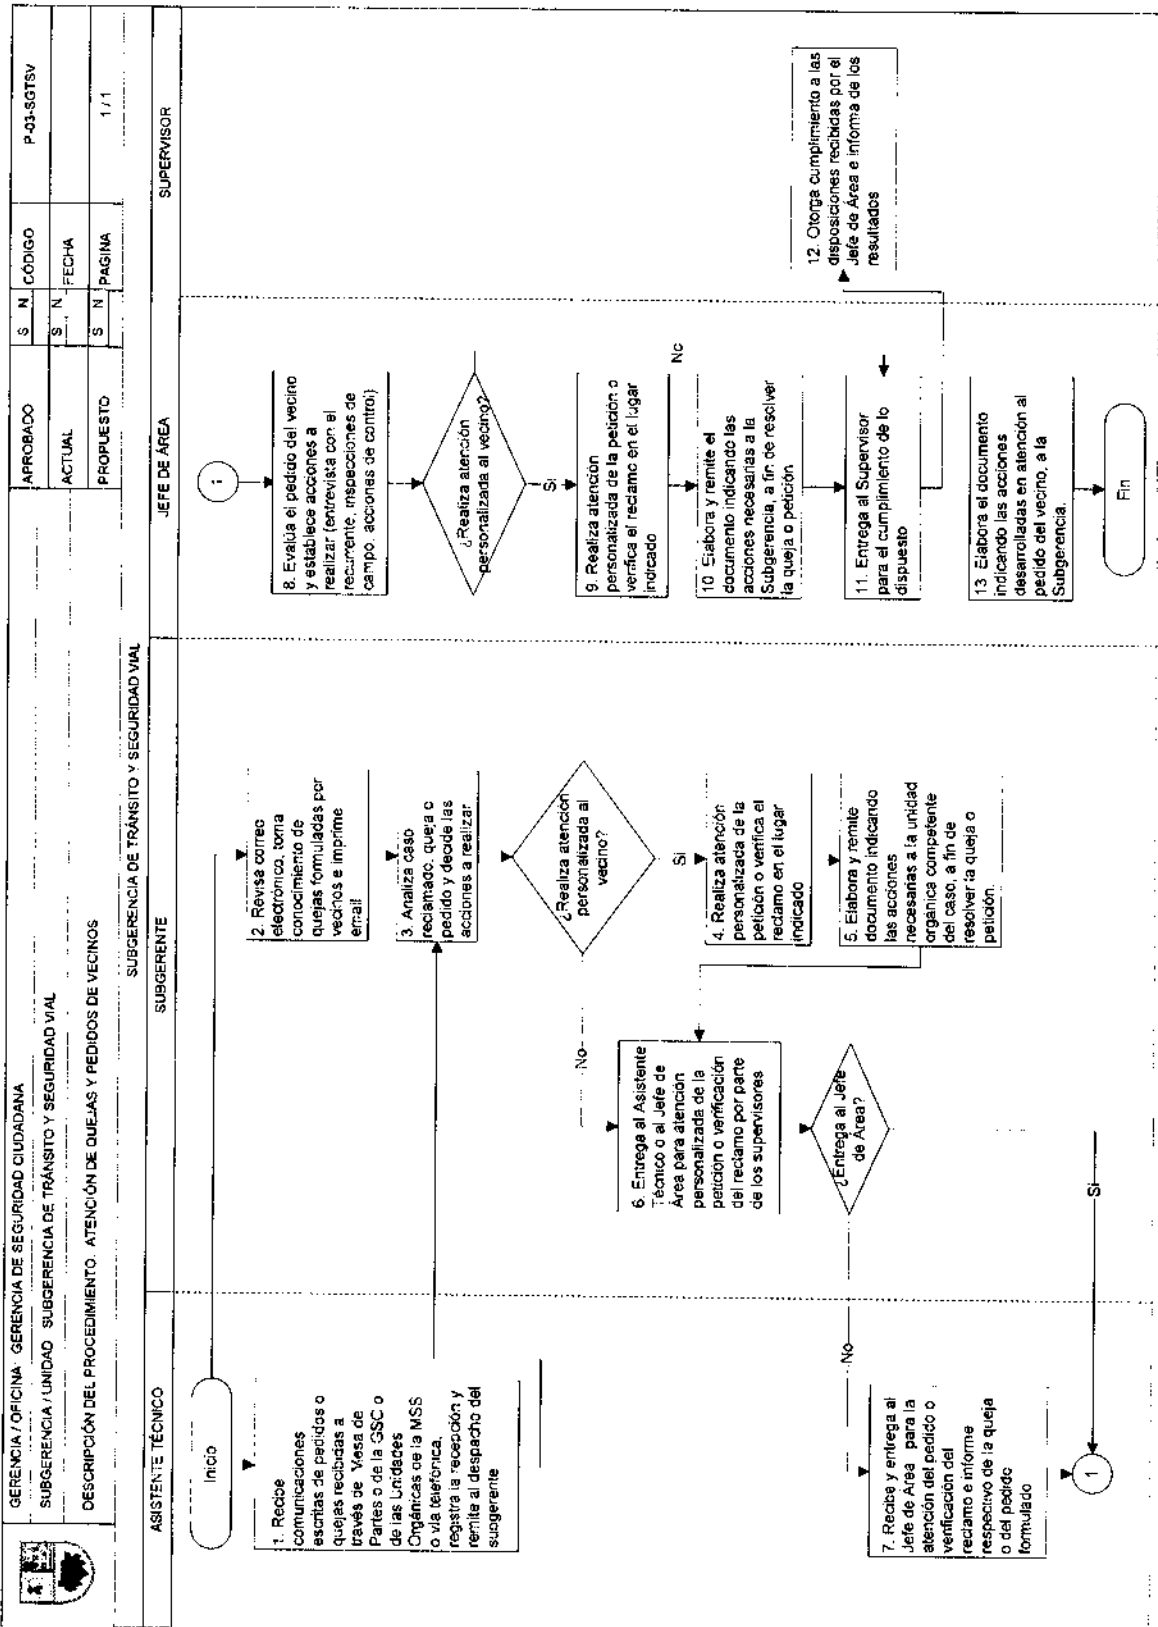 GERENCIA / OFICINA: GERENCIA DE SEGURIDAD CIUDADANA
SUBGERENCIA / UNIDAD SUBGERENCIA DE TRÁNSITO Y SEGURIDAD VIAL
DESCRIPCIÓN DEL PROCEDIMIENTO. ATENCIÓN DE QUEJAS Y PEDIDOS DE VECINOS
APROBADO S N CÓDIGO P-03-SGTSV
ACTUAL S N FECHA
PROPUESTO S N PAGINA 1 / 1
SUBGERENCIA DE TRÁNSITO Y SEGURIDAD VIAL
ASISTENTE TÉCNICO
SUBGERENTE
JEFE DE ÁREA
SUPERVISOR
Inicio
1. Recibe
comunicaciones
escritas de pedidos o
quejas recibidas a
través de Mesa de
Partes o de la GSC o
de las Unidades
Orgánicas de la MSS
o vía telefónica,
registra la recepción y
remite al despacho del
subgerente
2. Revisa correo
electrónico, toma
conocimiento de
quejas formuladas por
vecinos e imprime
email
3. Analiza caso
reclamado, queja o
pedido y decide las
acciones a realizar
¿Realiza atención
personalizada al
vecino?
Si
No
4. Realiza atención
personalizada de la
petición o verifica el
reclamo en el lugar
indicado
5. Elabora y remite
documento indicando
las acciones
necesarias a la unidad
orgánica competente
del caso, a fin de
resolver la queja o
petición.
6. Entrega al Asistente
Técnico o al Jefe de
Área para atención
personalizada de la
petición o verificación
del reclamo por parte
de los supervisores
¿Entrega al Jefe
de Área?
No
Si
7. Recibe y entrega al
Jefe de Área para la
atención del pedido o
verificación del
reclamo e informe
respectivo de la queja
o del pedido
formulado
1
1
8. Evalúa el pedido del vecino
y establece acciones a
realizar (entrevista con el
recurrente, inspecciones de
campo, acciones de control)
¿Realiza atención
personalizada al vecino?
Si
No
9. Realiza atención
personalizada de la petición o
verifica el reclamo en el lugar
indicado
10 Elabora y remite el
documento indicando las
acciones necesarias a la
Subgerencia, a fin de resolver
la queja o petición
11. Entrega al Supervisor
para el cumplimiento de lo
dispuesto
12. Otorga cumplimiento a las
disposiciones recibidas por el
Jefe de Área e informa de los
resultados
13 Elabora el documento
indicando las acciones
desarrolladas en atención al
pedido del vecino, a la
Subgerencia.
Fin